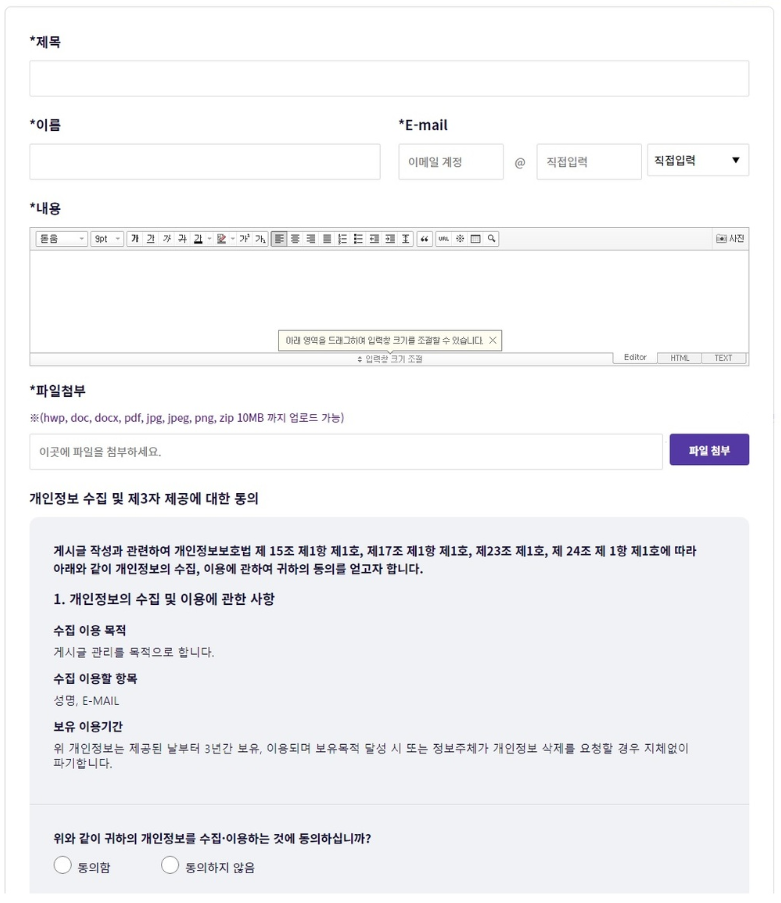 *제목
*이름 *E-mail
이메일 계정 @ 직접입력 직접입력
*내용
돋움 9pt 가 가 가 가 가 가² 가₂ URL 사진
아래 영역을 드래그하여 입력창 크기를 조절할 수 있습니다.
입력창 크기 조절 Editor HTML TEXT
*파일첨부
※(hwp, doc, docx, pdf, jpg, jpeg, png, zip 10MB 까지 업로드 가능)
이곳에 파일을 첨부하세요. 파일 첨부
개인정보 수집 및 제3자 제공에 대한 동의
게시글 작성과 관련하여 개인정보보호법 제 15조 제1항 제1호, 제17조 제1항 제1호, 제23조 제1호, 제 24조 제 1항 제1호에 따라
아래와 같이 개인정보의 수집, 이용에 관하여 귀하의 동의를 얻고자 합니다.
1. 개인정보의 수집 및 이용에 관한 사항
수집 이용 목적
게시글 관리를 목적으로 합니다.
수집 이용할 항목
성명, E-MAIL
보유 이용기간
위 개인정보는 제공된 날부터 3년간 보유, 이용되며 보유목적 달성 시 또는 정보주체가 개인정보 삭제를 요청할 경우 지체없이
파기합니다.
위와 같이 귀하의 개인정보를 수집·이용하는 것에 동의하십니까?
동의함 동의하지 않음